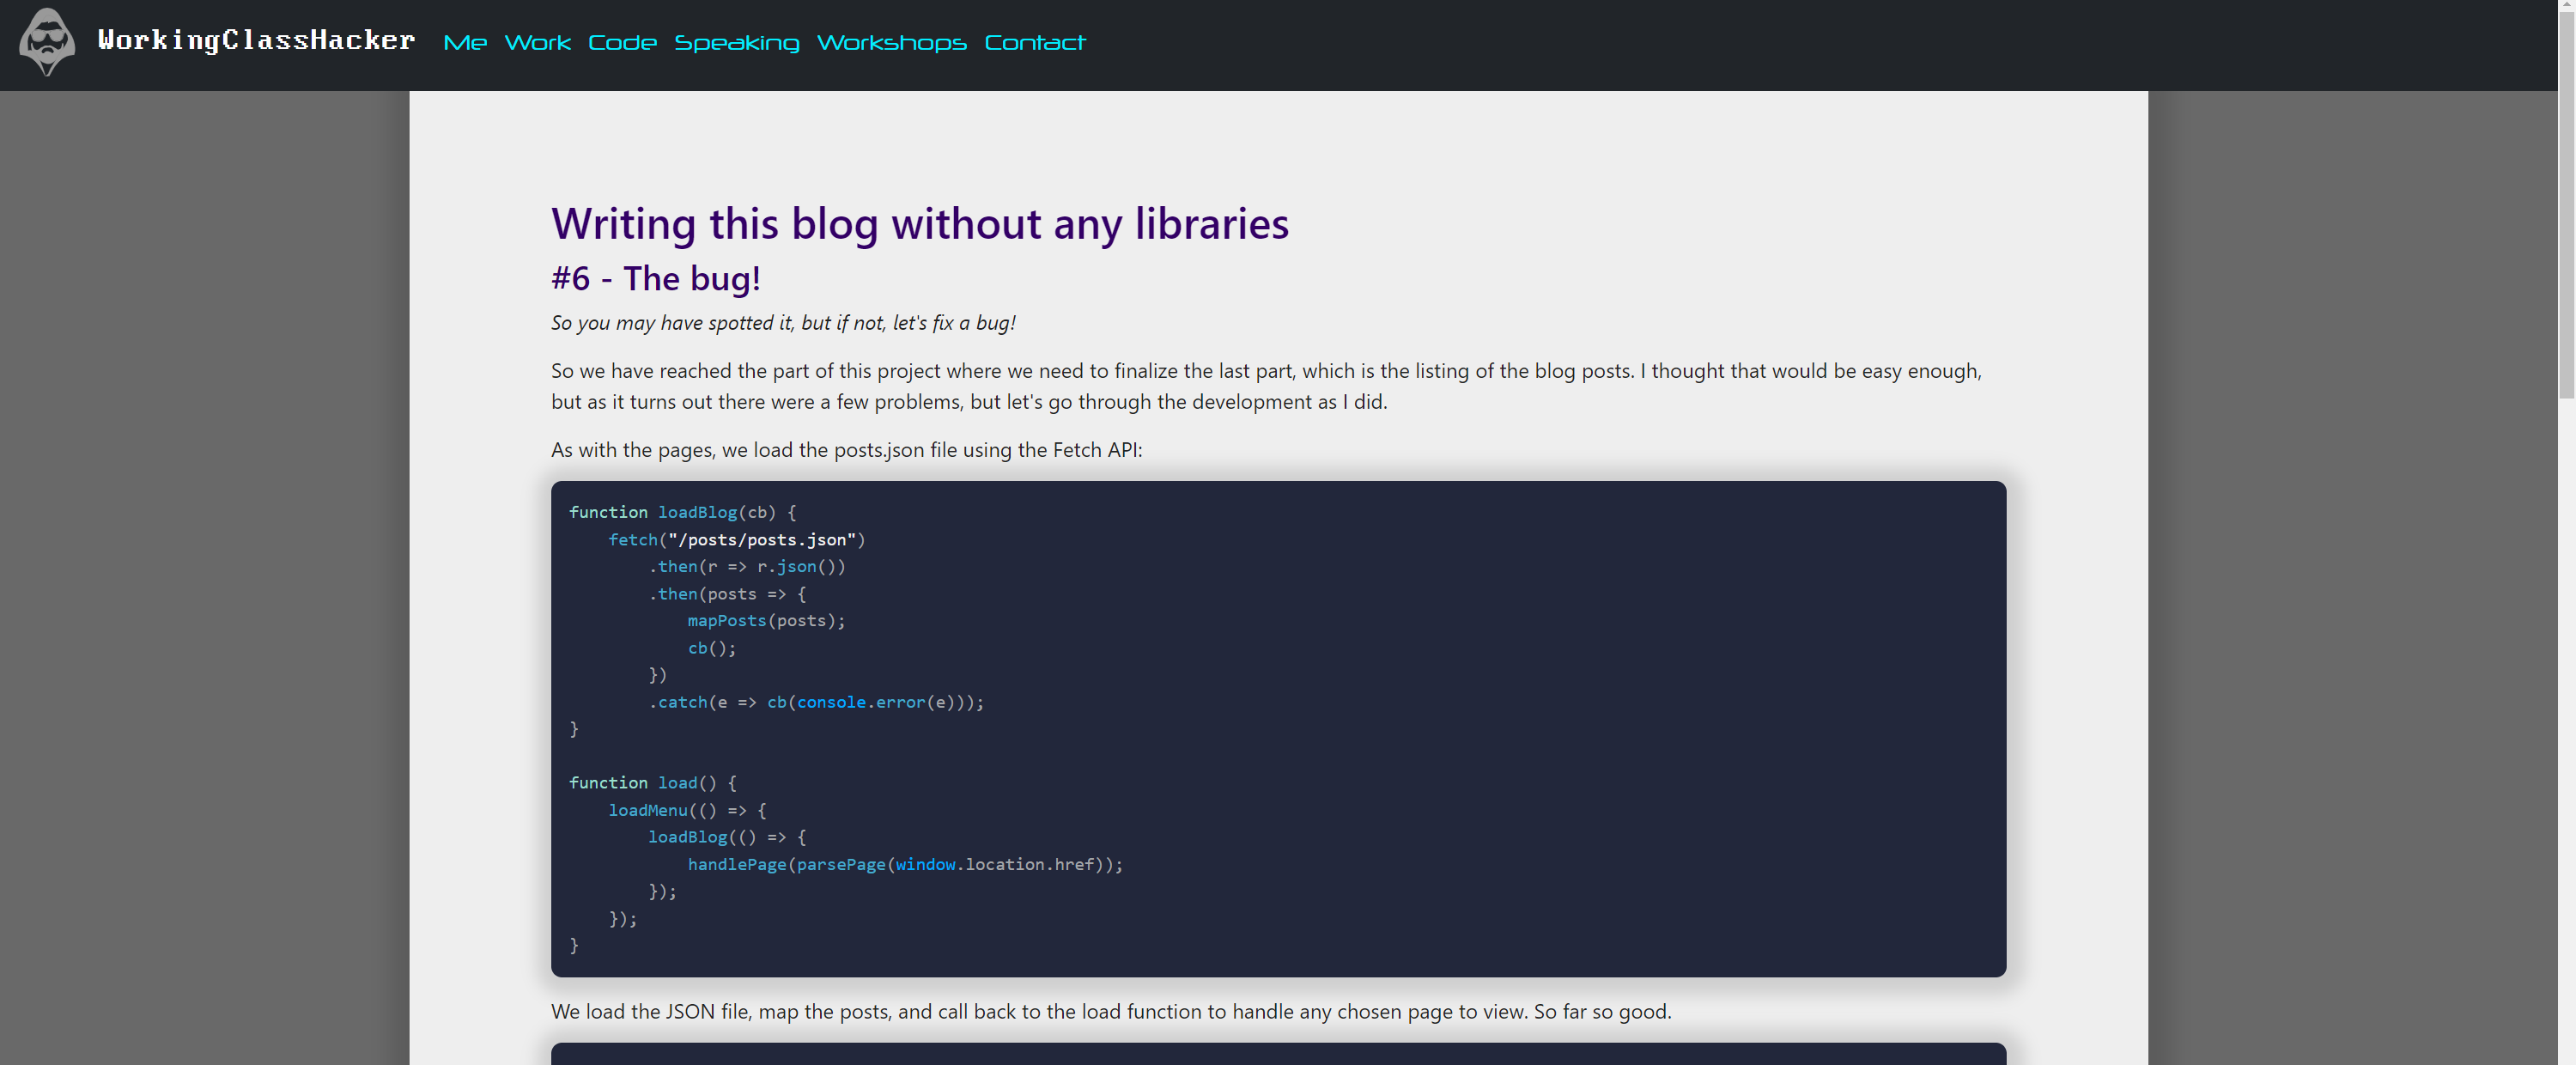 WorkingClassHacker Me Work Code Speaking Workshops Contact
Writing this blog without any libraries
#6 - The bug!
So you may have spotted it, but if not, let's fix a bug!
So we have reached the part of this project where we need to finalize the last part, which is the listing of the blog posts. I thought that would be easy enough,
but as it turns out there were a few problems, but let's go through the development as I did.
As with the pages, we load the posts.json file using the Fetch API:
function loadBlog(cb) {
    fetch("/posts/posts.json")
        .then(r => r.json())
        .then(posts => {
            mapPosts(posts);
            cb();
        })
        .catch(e => cb(console.error(e)));
}
function load() {
    loadMenu(() => {
        loadBlog(() => {
            handlePage(parsePage(window.location.href));
        });
    });
}
We load the JSON file, map the posts, and call back to the load function to handle any chosen page to view. So far so good.